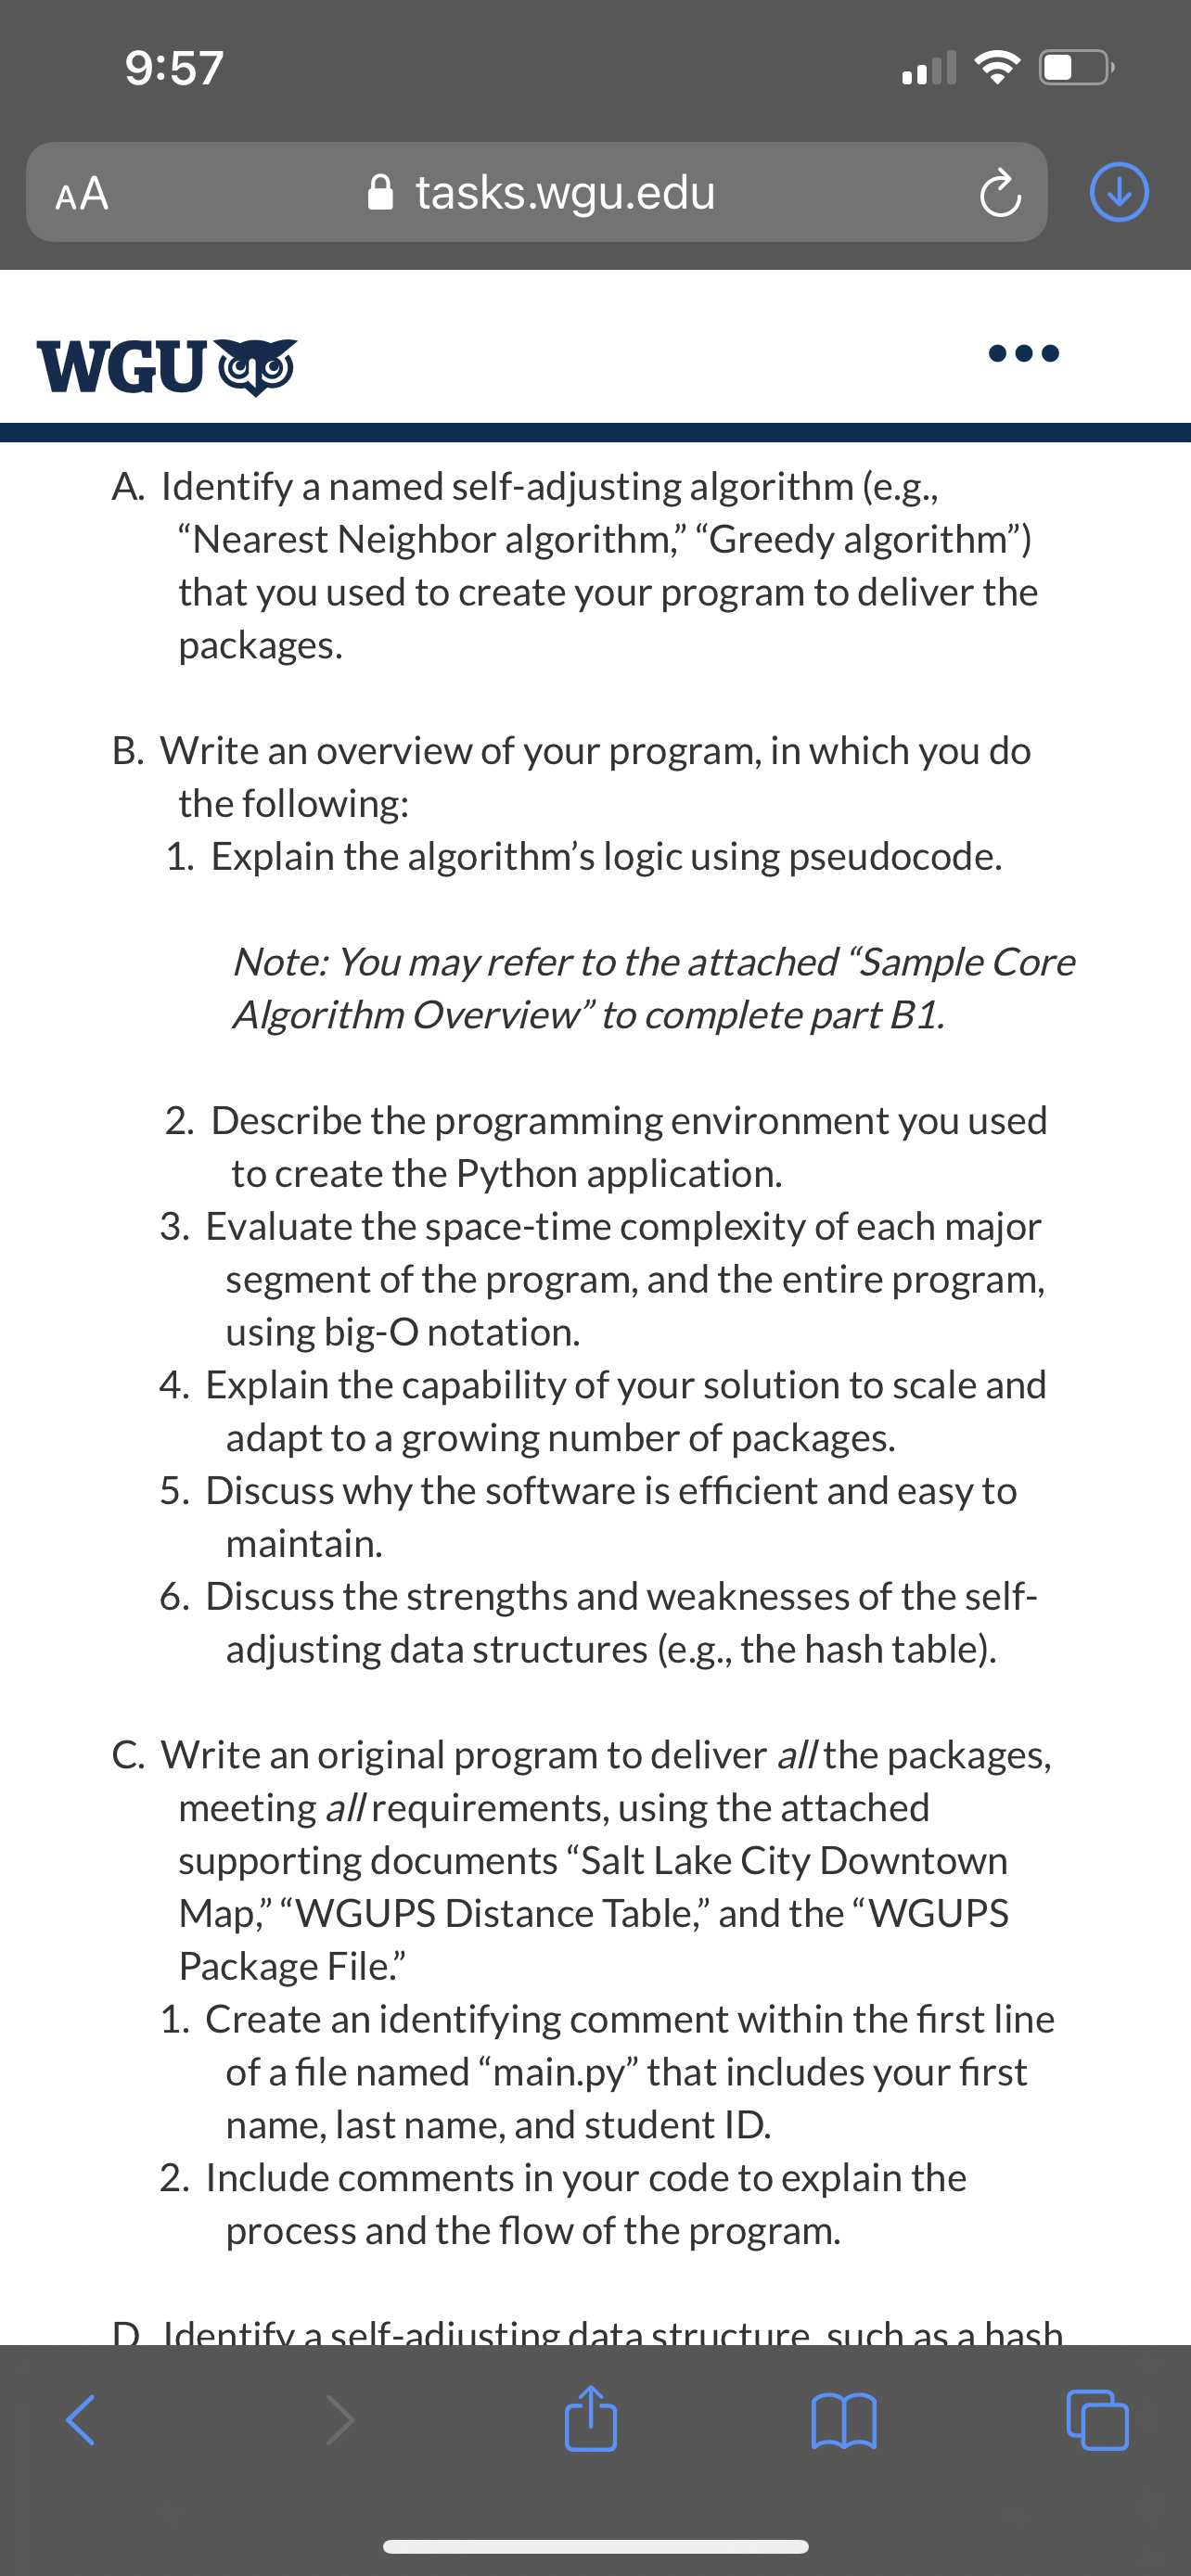 9:57
AA tasks.wgu.edu
WGU
A. Identify a named self-adjusting algorithm (e.g.,
“Nearest Neighbor algorithm,” “Greedy algorithm”)
that you used to create your program to deliver the
packages.
B. Write an overview of your program, in which you do
the following:
1. Explain the algorithm’s logic using pseudocode.
Note: You may refer to the attached “Sample Core
Algorithm Overview” to complete part B1.
2. Describe the programming environment you used
to create the Python application.
3. Evaluate the space-time complexity of each major
segment of the program, and the entire program,
using big-O notation.
4. Explain the capability of your solution to scale and
adapt to a growing number of packages.
5. Discuss why the software is efficient and easy to
maintain.
6. Discuss the strengths and weaknesses of the self-
adjusting data structures (e.g., the hash table).
C. Write an original program to deliver all the packages,
meeting all requirements, using the attached
supporting documents “Salt Lake City Downtown
Map,” “WGUPS Distance Table,” and the “WGUPS
Package File.”
1. Create an identifying comment within the first line
of a file named “main.py” that includes your first
name, last name, and student ID.
2. Include comments in your code to explain the
process and the flow of the program.
D. Identify a self-adjusting data structure, such as a hash